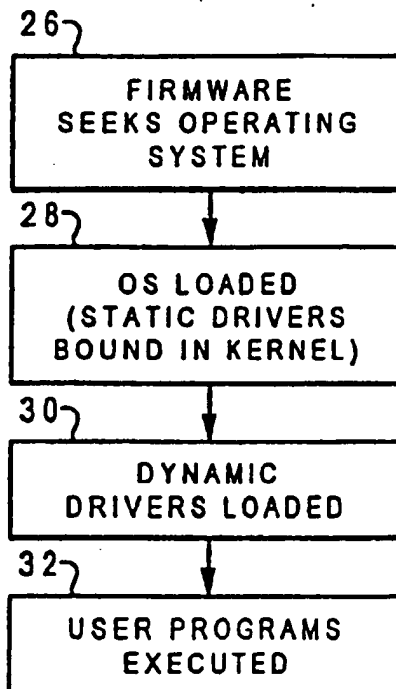 26
FIRMWARE
SEEKS OPERATING
SYSTEM
28
OS LOADED
(STATIC DRIVERS
BOUND IN KERNEL)
30
DYNAMIC
DRIVERS LOADED
32
USER PROGRAMS
EXECUTED